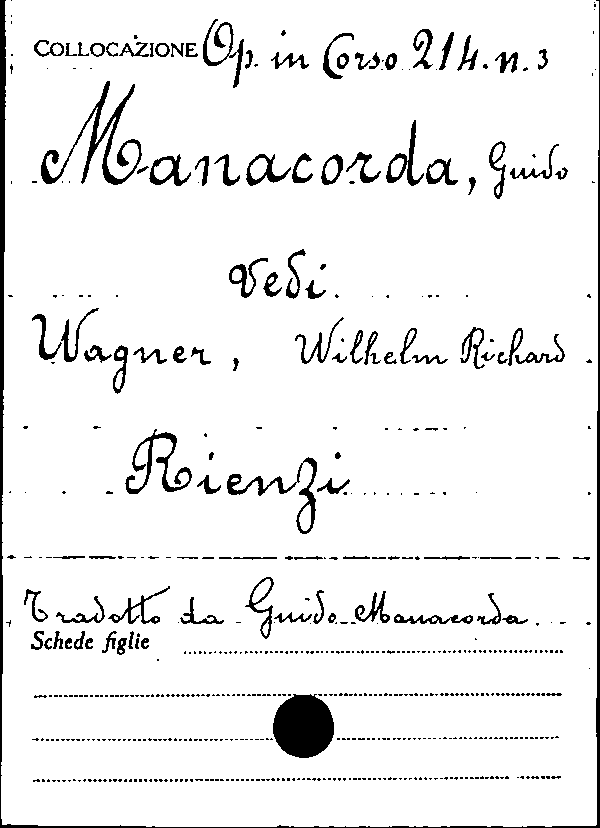 COLLOCAZIONE Op. in Corso 214. n. 3
Manacorda, Guido
Vedi
Wagner, Wilhelm Richard
Rienzi
Tradotto da Guido Manacorda
Schede figlie